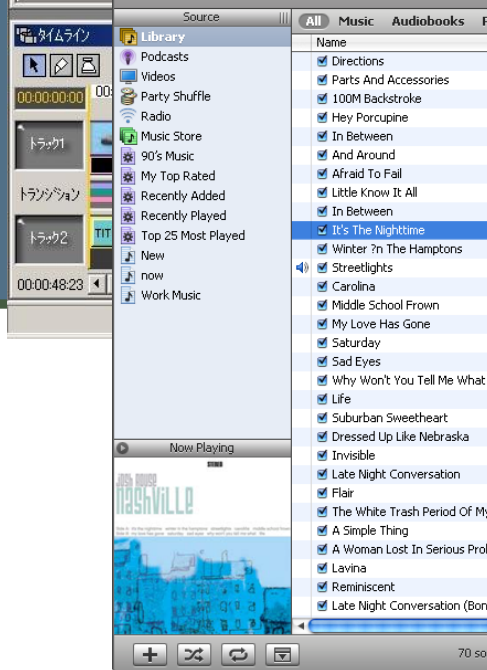 タイムライン
00:00:00:00
00:
トラック1
トランジション
トラック2
TIT
00:00:48:23
Source
Library
Podcasts
Videos
Party Shuffle
Radio
Music Store
90's Music
My Top Rated
Recently Added
Recently Played
Top 25 Most Played
New
now
Work Music
Now Playing
josh rouse
nashville
All Music Audiobooks
Name
Directions
Parts And Accessories
100M Backstroke
Hey Porcupine
In Between
And Around
Afraid To Fail
Little Know It All
In Between
It's The Nighttime
Winter ?n The Hamptons
Streetlights
Carolina
Middle School Frown
My Love Has Gone
Saturday
Sad Eyes
Why Won't You Tell Me What
Life
Suburban Sweetheart
Dressed Up Like Nebraska
Invisible
Late Night Conversation
Flair
The White Trash Period Of My
A Simple Thing
A Woman Lost In Serious Prob
Lavina
Reminiscent
Late Night Conversation (Bon
70 so